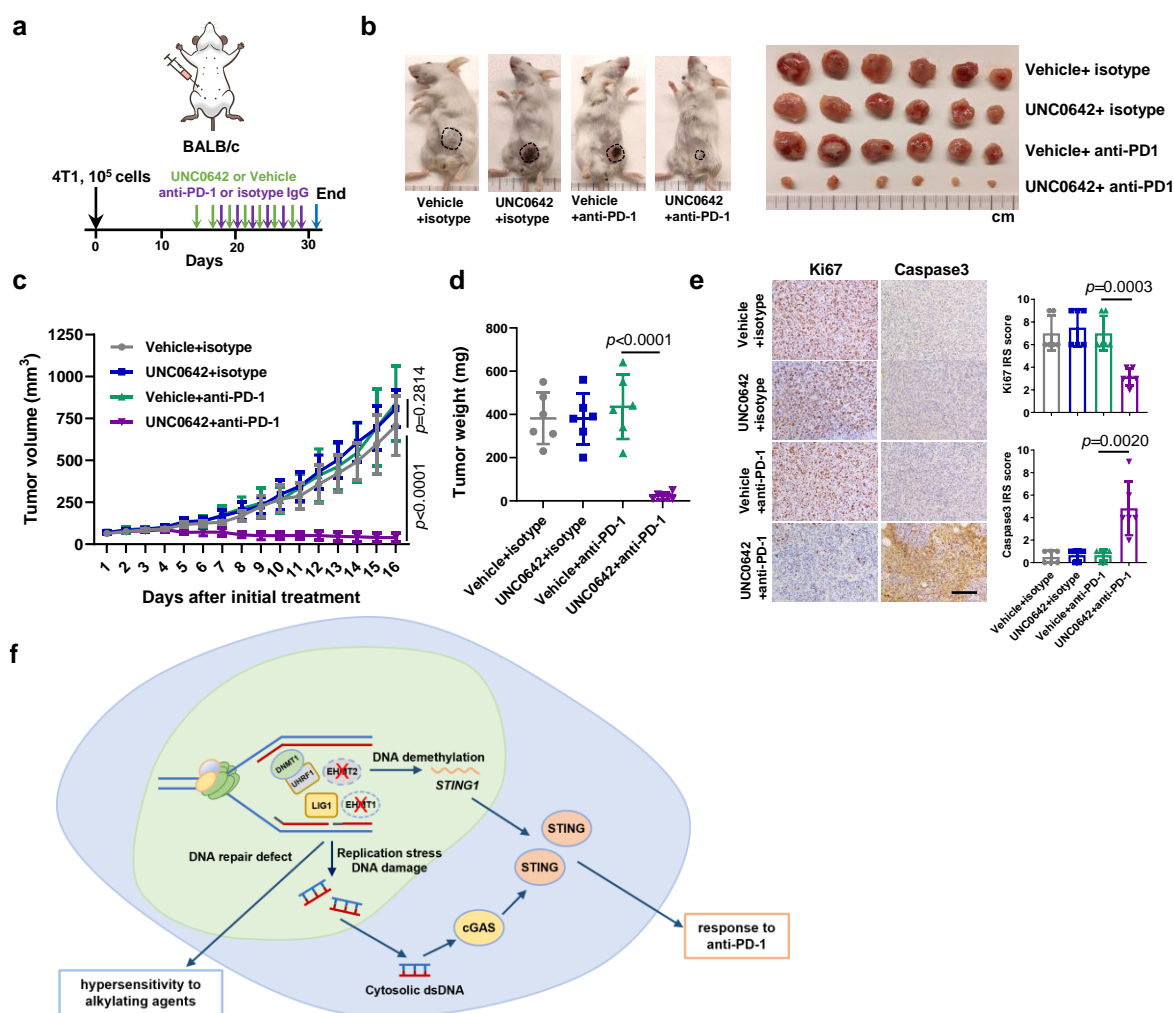 a
BALB/c
4T1, 10⁵ cells
UNC0642 or Vehicle
anti-PD-1 or isotype IgG
End
0
10
20
30
Days
b
Vehicle
+isotype
UNC0642
+isotype
Vehicle
+anti-PD-1
UNC0642
+anti-PD-1
Vehicle+ isotype
UNC0642+ isotype
Vehicle+ anti-PD1
UNC0642+ anti-PD1
cm
c
Tumor volume (mm³)
1250
1000
750
500
250
0
Vehicle+isotype
UNC0642+isotype
Vehicle+anti-PD-1
UNC0642+anti-PD-1
p=0.2814
p<0.0001
1 2 3 4 5 6 7 8 9 10 11 12 13 14 15 16
Days after initial treatment
d
Tumor weight (mg)
800
600
400
200
0
p<0.0001
Vehicle+isotype
UNC0642+isotype
Vehicle+anti-PD-1
UNC0642+anti-PD-1
e
Ki67
Caspase3
Vehicle
+isotype
UNC0642
+isotype
Vehicle
+anti-PD-1
UNC0642
+anti-PD-1
p=0.0003
Ki67 IRS score
10
8
6
4
2
0
p=0.0020
Caspase3 IRS score
10
8
6
4
2
0
Vehicle+isotype
UNC0642+isotype
Vehicle+anti-PD-1
UNC0642+anti-PD-1
f
DNMT1
UHRF1
EHMT2
LIG1
EHMT1
DNA demethylation
STING1
DNA repair defect
Replication stress
DNA damage
STING
STING
cGAS
Cytosolic dsDNA
response to
anti-PD-1
hypersensitivity to
alkylating agents